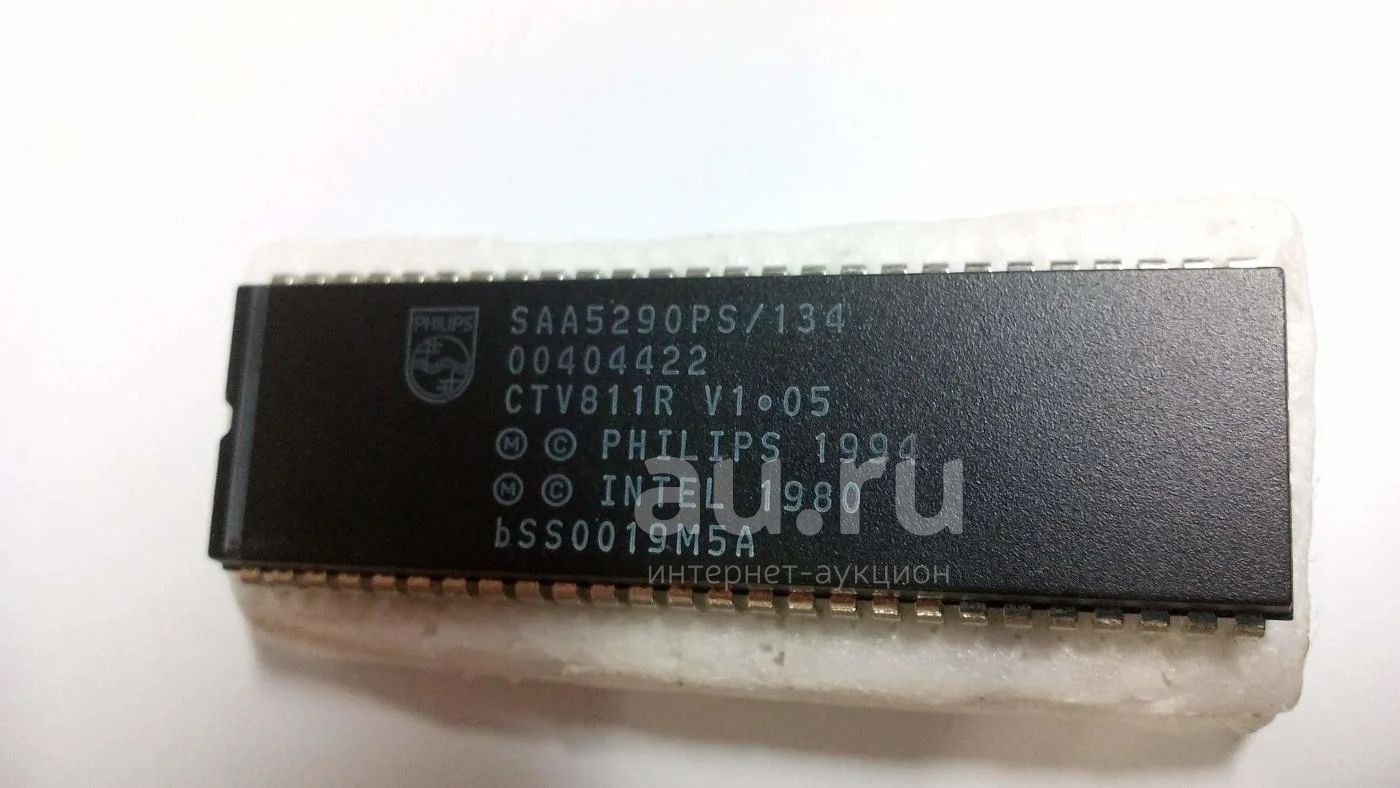 PHILIPS
SAA5290PS/134
00404422
CTV811R V1•05
Ⓜ © PHILIPS 1994
Ⓜ © INTEL 1980
bSS0019M5A
au.ru
интернет-аукцион